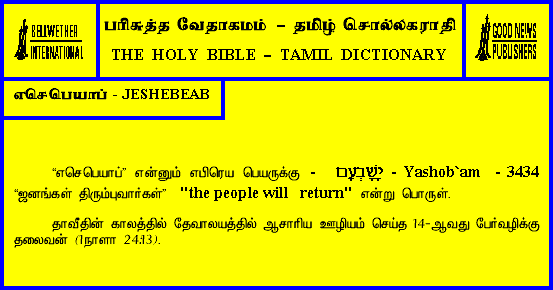 BELLWETHER
INTERNATIONAL
பரிசுத்த வேதாகமம் – தமிழ் சொல்லகராதி
THE HOLY BIBLE – TAMIL DICTIONARY
GOOD NEWS
PUBLISHERS
எசெபெயாப் - JESHEBEAB
“எசெபெயாப்” என்னும் எபிரெய பெயருக்கு - יָשָׁבְעָם - Yashob`am - 3434
“ஜனங்கள் திரும்புவார்கள்” "the people will return" என்று பொருள்.
தாவீதின் காலத்தில் தேவாலயத்தில் ஆசாரிய ஊழியம் செய்த 14-ஆவது பேர்வழிக்கு
தலைவன் (1நாளா 24:13).